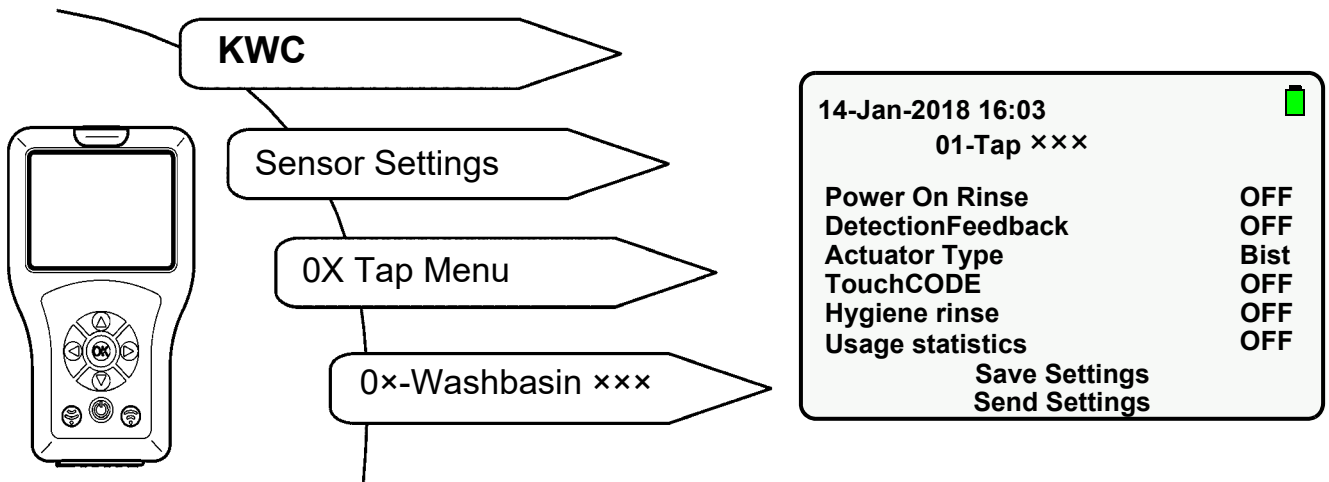 KWC
Sensor Settings
0X Tap Menu
0×-Washbasin ×××
OK
14-Jan-2018 16:03
01-Tap ×××
Power On Rinse OFF
DetectionFeedback OFF
Actuator Type Bist
TouchCODE OFF
Hygiene rinse OFF
Usage statistics OFF
Save Settings
Send Settings